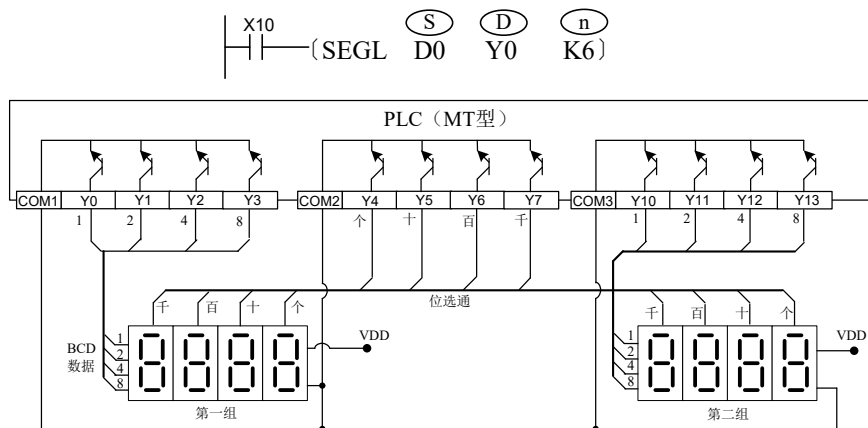 X10
S D n
SEGL D0 Y0 K6
PLC（MT型）
COM1 Y0 Y1 Y2 Y3 COM2 Y4 Y5 Y6 Y7 COM3 Y10 Y11 Y12 Y13
1 2 4 8 个 十 百 千 1 2 4 8
位选通
千 百 十 个 千 百 十 个
VDD VDD
BCD
数据
1
2
4
8
1
2
4
8
第一组 第二组